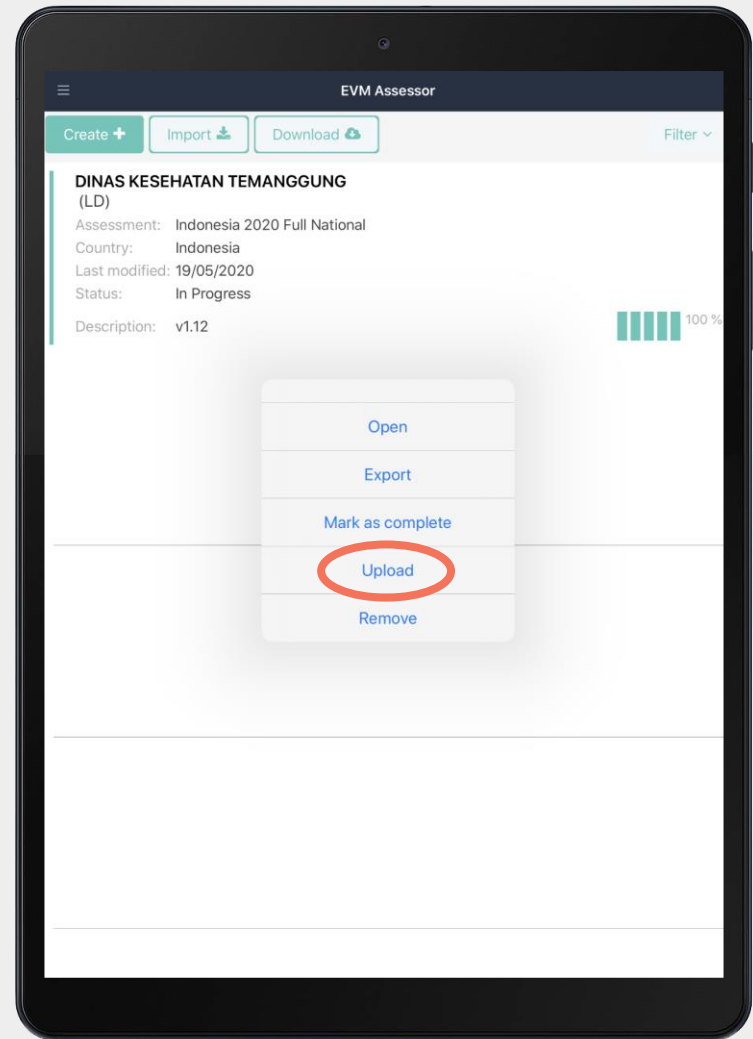 EVM Assessor
Create +
Import
Download
Filter
DINAS KESEHATAN TEMANGGUNG
(LD)
Assessment: Indonesia 2020 Full National
Country: Indonesia
Last modified: 19/05/2020
Status: In Progress
Description: v1.12
100 %
Open
Export
Mark as complete
Upload
Remove